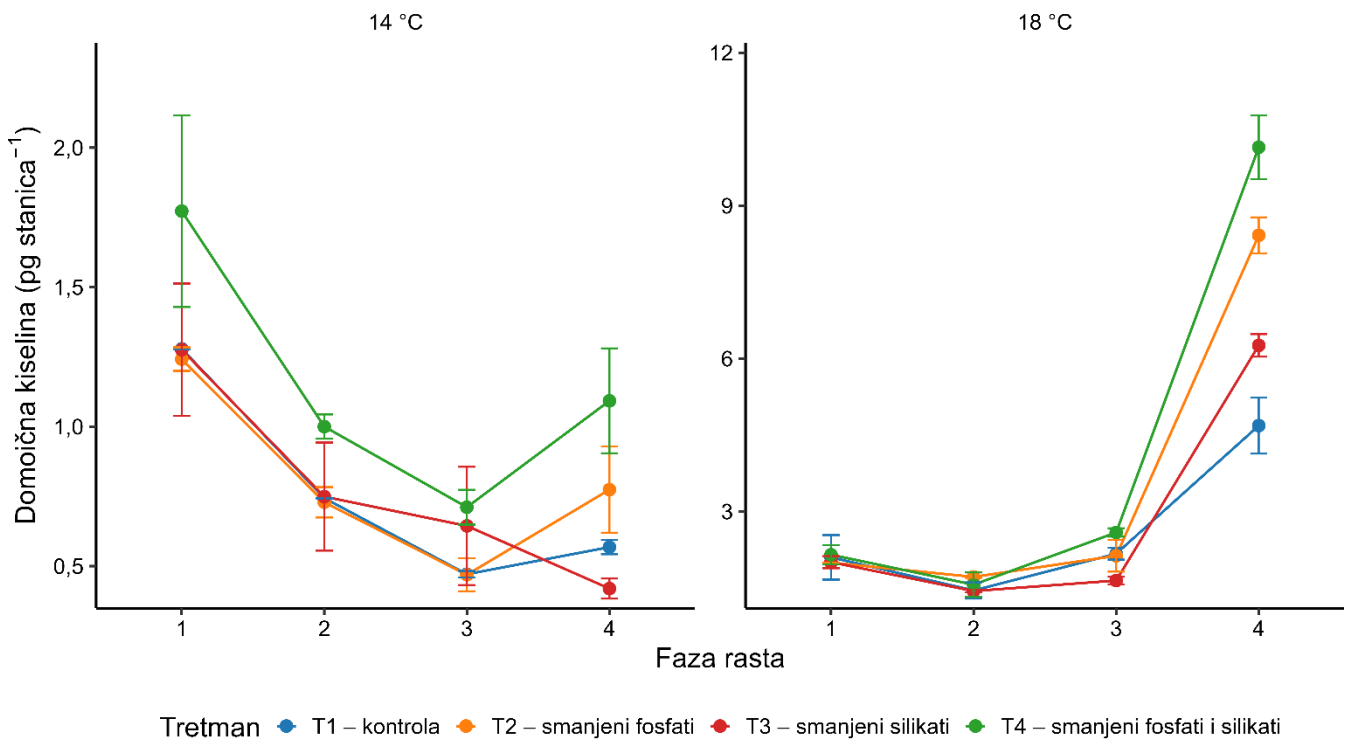 14 °C
18 °C
Domoična kiselina (pg stanica⁻¹)
2,0
1,5
1,0
0,5
12
9
6
3
1 2 3 4
1 2 3 4
Faza rasta
Tretman T1 – kontrola T2 – smanjeni fosfati T3 – smanjeni silikati T4 – smanjeni fosfati i silikati